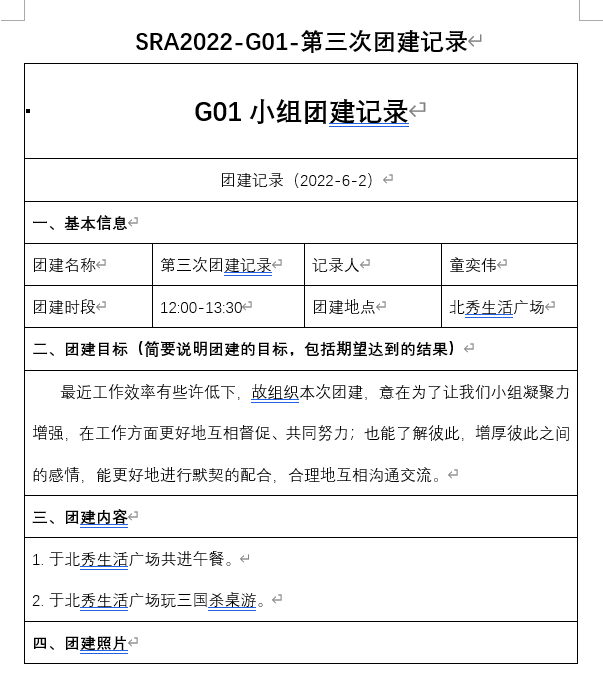 SRA2022-G01-第三次团建记录
G01 小组团建记录
团建记录（2022-6-2）
一、基本信息
团建名称 第三次团建记录 记录人 童奕伟
团建时段 12:00-13:30 团建地点 北秀生活广场
二、团建目标（简要说明团建的目标，包括期望达到的结果）
最近工作效率有些许低下，故组织本次团建，意在为了让我们小组凝聚力
增强，在工作方面更好地互相督促、共同努力；也能了解彼此，增厚彼此之间
的感情，能更好地进行默契的配合，合理地互相沟通交流。
三、团建内容
1. 于北秀生活广场共进午餐。
2. 于北秀生活广场玩三国杀桌游。
四、团建照片